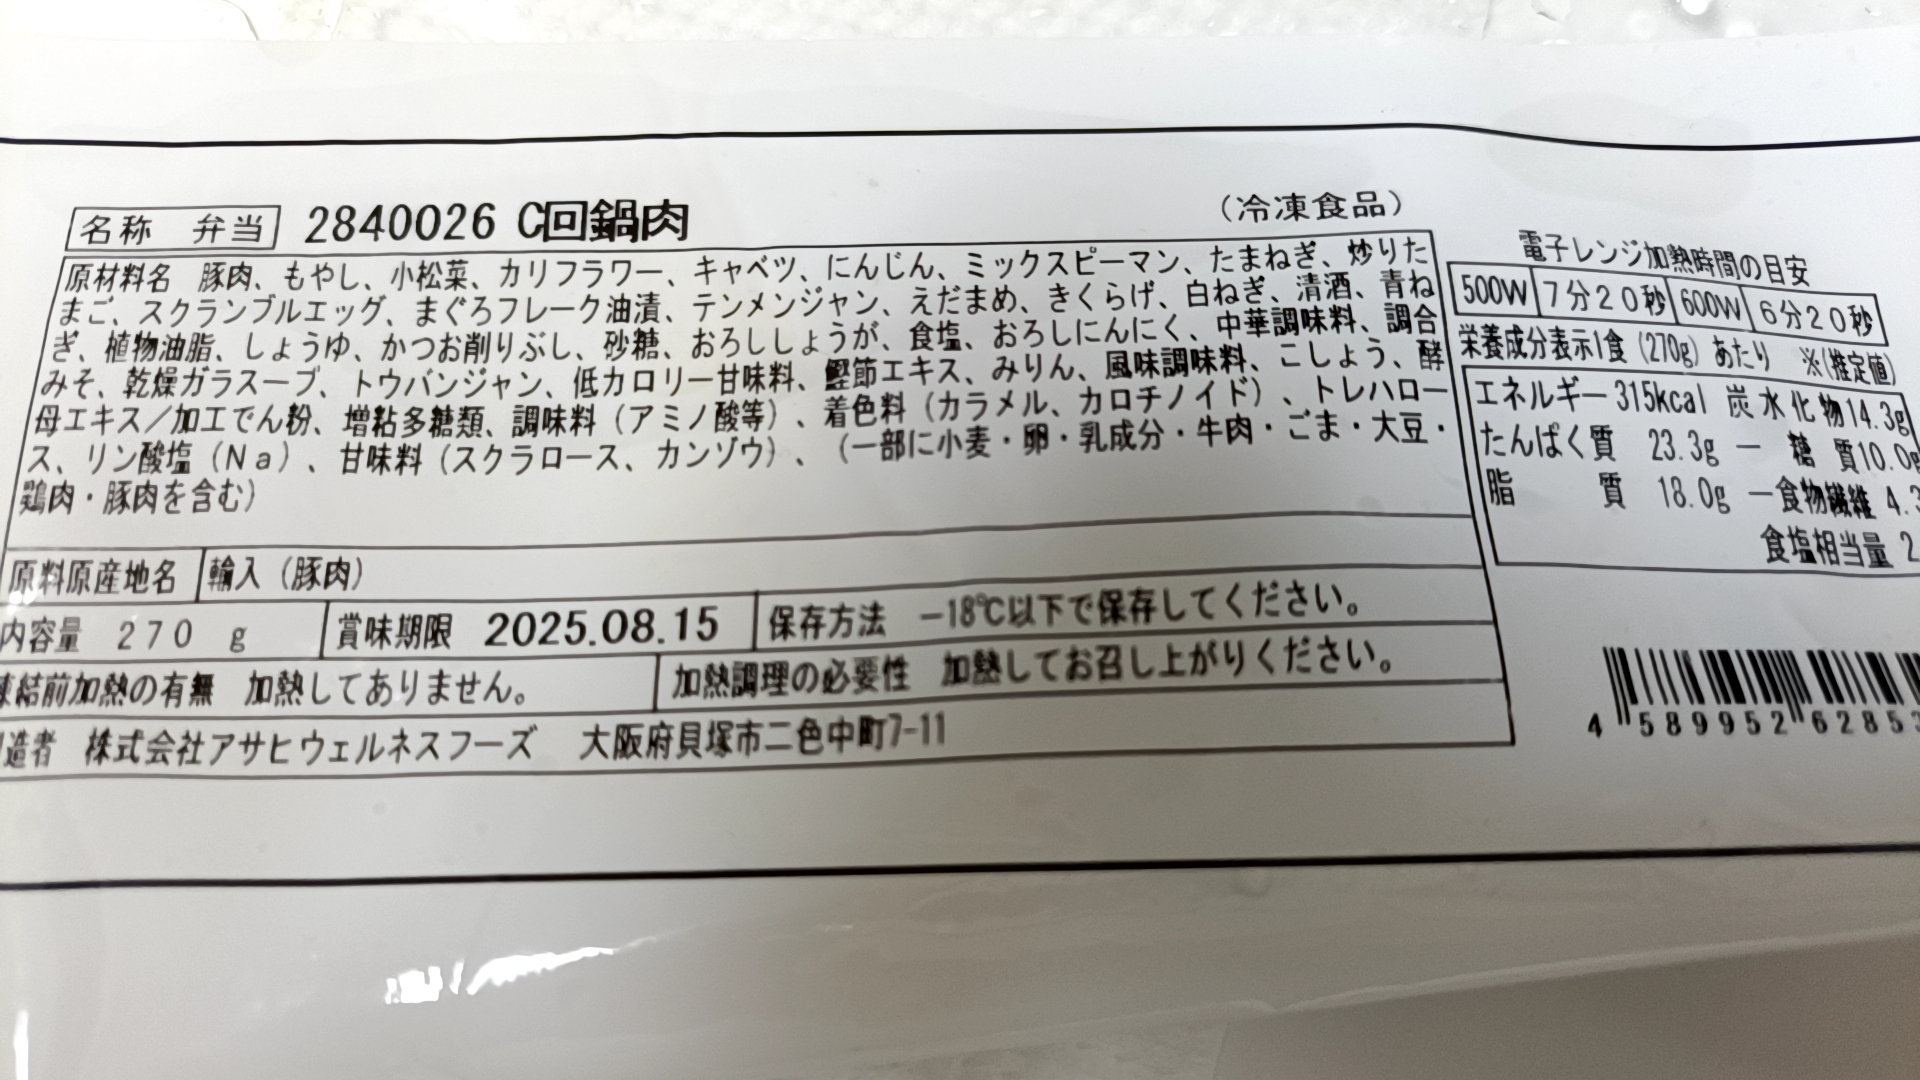 名称 弁当 2840026 C回鍋肉 (冷凍食品)
原材料名 豚肉、もやし、小松菜、カリフラワー、キャベツ、にんじん、ミックスピーマン、たまねぎ、炒りた
まご、スクランブルエッグ、まぐろフレーク油漬、テンメンジャン、えだまめ、きくらげ、白ねぎ、清酒、青ね
ぎ、植物油脂、しょうゆ、かつお削りぶし、砂糖、おろししょうが、食塩、おろしにんにく、中華調味料、調合
みそ、乾燥ガラスープ、トウバンジャン、低カロリー甘味料、鰹節エキス、みりん、風味調味料、こしょう、酵
母エキス/加工でん粉、増粘多糖類、調味料(アミノ酸等)、着色料(カラメル、カロチノイド)、トレハロー
ス、リン酸塩(Na)、甘味料(スクラロース、カンゾウ)、(一部に小麦・卵・乳成分・牛肉・ごま・大豆・
鶏肉・豚肉を含む)
原料原産地名 輸入(豚肉)
内容量 270 g 賞味期限 2025.08.15 保存方法 -18℃以下で保存してください。
凍結前加熱の有無 加熱してありません。 加熱調理の必要性 加熱してお召し上がりください。
造者 株式会社アサヒウェルネスフーズ 大阪府貝塚市二色中町7-11
電子レンジ加熱時間の目安
500W 7分20秒 600W 6分20秒
栄養成分表示1食(270g)あたり ※(推定値)
エネルギー 315kcal 炭水化物14.3g
たんぱく質 23.3g ー 糖質10.0g
脂質 18.0g ー食物繊維 4.3
食塩相当量 2.
4 589952 62853